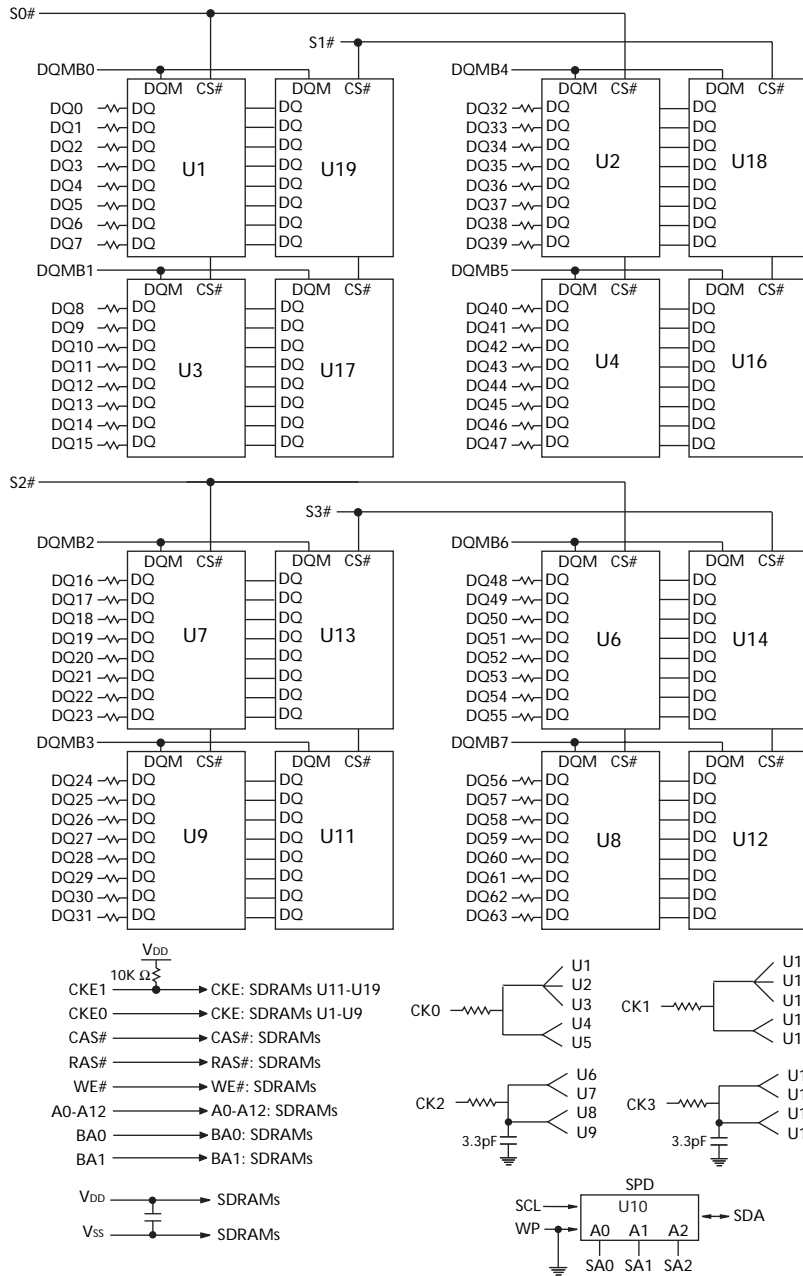 S0#
S1#
DQMB0
DQM CS#
DQM CS#
DQ0 DQ DQ
DQ1 DQ DQ
DQ2 DQ DQ
DQ3 DQ DQ
DQ4 DQ DQ
DQ5 DQ DQ
DQ6 DQ DQ
DQ7 DQ DQ
U1
U19
DQMB4
DQM CS#
DQM CS#
DQ32 DQ DQ
DQ33 DQ DQ
DQ34 DQ DQ
DQ35 DQ DQ
DQ36 DQ DQ
DQ37 DQ DQ
DQ38 DQ DQ
DQ39 DQ DQ
U2
U18
DQMB1
DQM CS#
DQM CS#
DQ8 DQ DQ
DQ9 DQ DQ
DQ10 DQ DQ
DQ11 DQ DQ
DQ12 DQ DQ
DQ13 DQ DQ
DQ14 DQ DQ
DQ15 DQ DQ
U3
U17
DQMB5
DQM CS#
DQM CS#
DQ40 DQ DQ
DQ41 DQ DQ
DQ42 DQ DQ
DQ43 DQ DQ
DQ44 DQ DQ
DQ45 DQ DQ
DQ46 DQ DQ
DQ47 DQ DQ
U4
U16
S2#
S3#
DQMB2
DQM CS#
DQM CS#
DQ16 DQ DQ
DQ17 DQ DQ
DQ18 DQ DQ
DQ19 DQ DQ
DQ20 DQ DQ
DQ21 DQ DQ
DQ22 DQ DQ
DQ23 DQ DQ
U7
U13
DQMB6
DQM CS#
DQM CS#
DQ48 DQ DQ
DQ49 DQ DQ
DQ50 DQ DQ
DQ51 DQ DQ
DQ52 DQ DQ
DQ53 DQ DQ
DQ54 DQ DQ
DQ55 DQ DQ
U6
U14
DQMB3
DQM CS#
DQM CS#
DQ24 DQ DQ
DQ25 DQ DQ
DQ26 DQ DQ
DQ27 DQ DQ
DQ28 DQ DQ
DQ29 DQ DQ
DQ30 DQ DQ
DQ31 DQ DQ
U9
U11
DQMB7
DQM CS#
DQM CS#
DQ56 DQ DQ
DQ57 DQ DQ
DQ58 DQ DQ
DQ59 DQ DQ
DQ60 DQ DQ
DQ61 DQ DQ
DQ62 DQ DQ
DQ63 DQ DQ
U8
U12
VDD
10K Ω
CKE1 CKE: SDRAMs U11-U19
CKE0 CKE: SDRAMs U1-U9
CAS# CAS#: SDRAMs
RAS# RAS#: SDRAMs
WE# WE#: SDRAMs
A0-A12 A0-A12: SDRAMs
BA0 BA0: SDRAMs
BA1 BA1: SDRAMs
VDD SDRAMs
VSS SDRAMs
CK0
U1
U2
U3
U4
U5
CK1
U1
U1
U1
U1
U1
CK2
U6
U7
U8
U9
3.3pF
CK3
U1
U1
U1
U1
3.3pF
SPD
SCL
U10
SDA
WP
A0 A1 A2
SA0 SA1 SA2